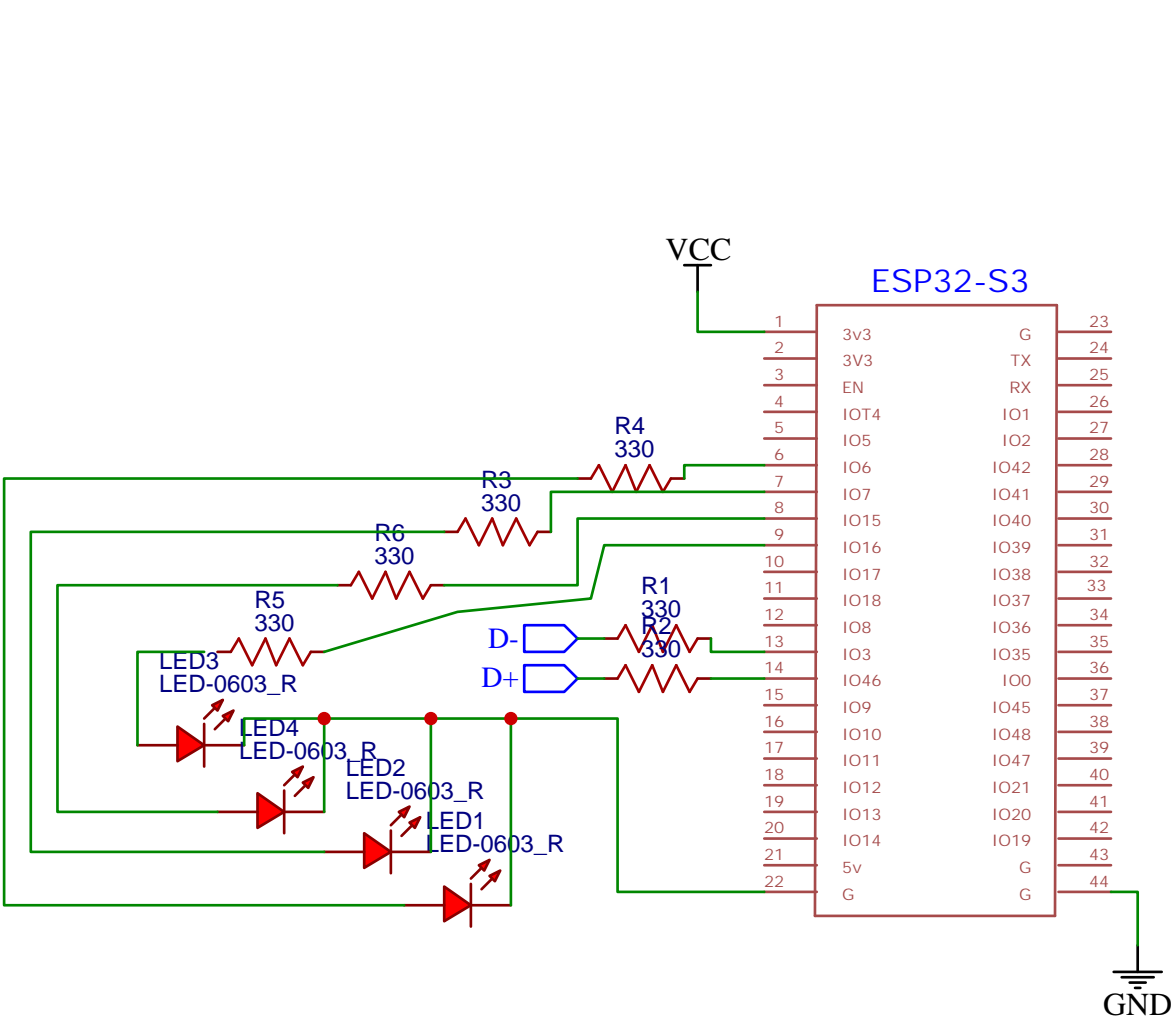 VCC
ESP32-S3
1 3v3 G 23
2 3V3 TX 24
3 EN RX 25
4 IOT4 IO1 26
5 IO5 IO2 27
6 IO6 IO42 28
7 IO7 IO41 29
8 IO15 IO40 30
9 IO16 IO39 31
10 IO17 IO38 32
11 IO18 IO37 33
12 IO8 IO36 34
13 IO3 IO35 35
14 IO46 IO0 36
15 IO9 IO45 37
16 IO10 IO48 38
17 IO11 IO47 39
18 IO12 IO21 40
19 IO13 IO20 41
20 IO14 IO19 42
21 5v G 43
22 G G 44
R4
330
R3
330
R6
330
R5
330
R1
330
R2
330
D-
D+
LED3
LED-0603_R
LED4
LED-0603_R
LED2
LED-0603_R
LED1
LED-0603_R
GND